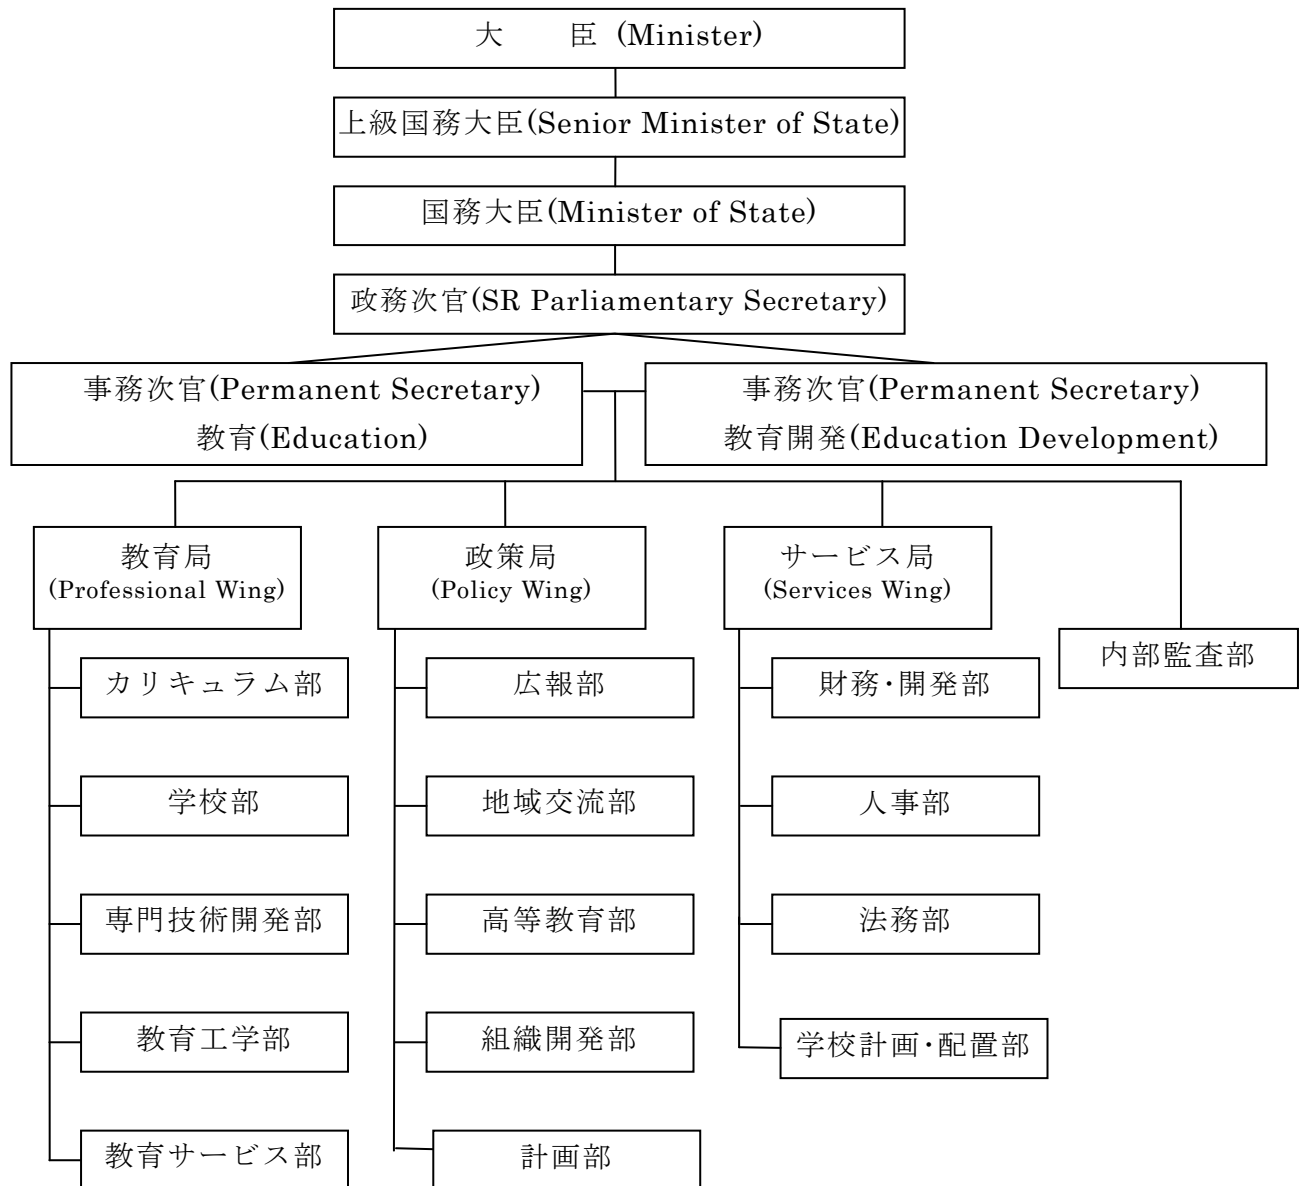 大　　臣 (Minister)
上級国務大臣(Senior Minister of State)
国務大臣(Minister of State)
政務次官(SR Parliamentary Secretary)
事務次官(Permanent Secretary)
教育(Education)
事務次官(Permanent Secretary)
教育開発(Education Development)
教育局
(Professional Wing)
政策局
(Policy Wing)
サービス局
(Services Wing)
内部監査部
カリキュラム部
学校部
専門技術開発部
教育工学部
教育サービス部
広報部
地域交流部
高等教育部
組織開発部
計画部
財務・開発部
人事部
法務部
学校計画・配置部